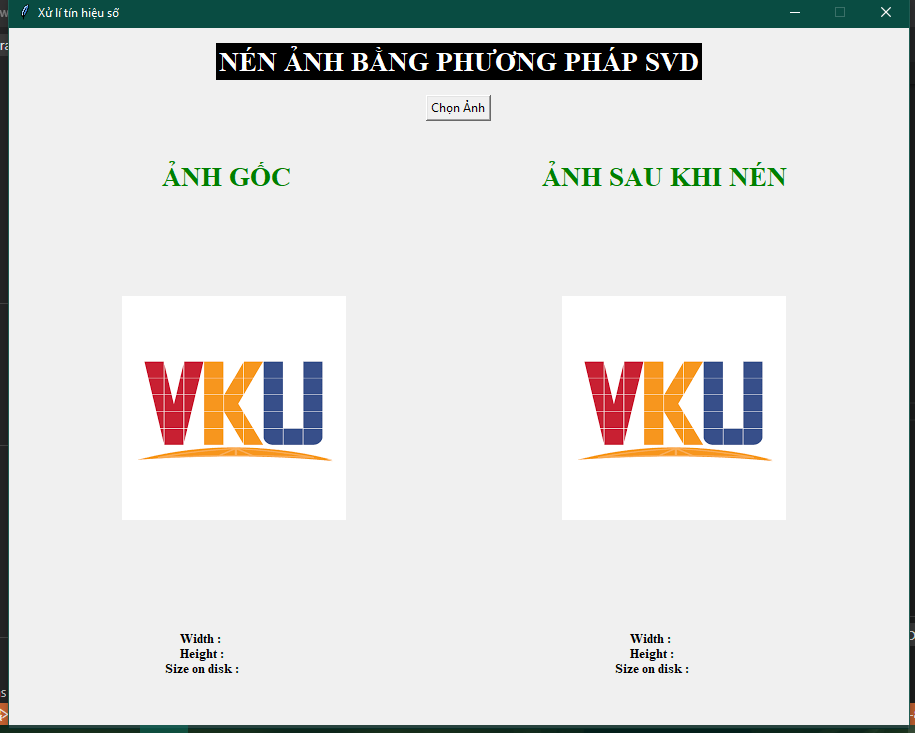 Xử lí tín hiệu số
NÉN ẢNH BẰNG PHƯƠNG PHÁP SVD
Chọn Ảnh
ẢNH GỐC
ẢNH SAU KHI NÉN
VKU
VKU
Width :
Height :
Size on disk :
Width :
Height :
Size on disk :